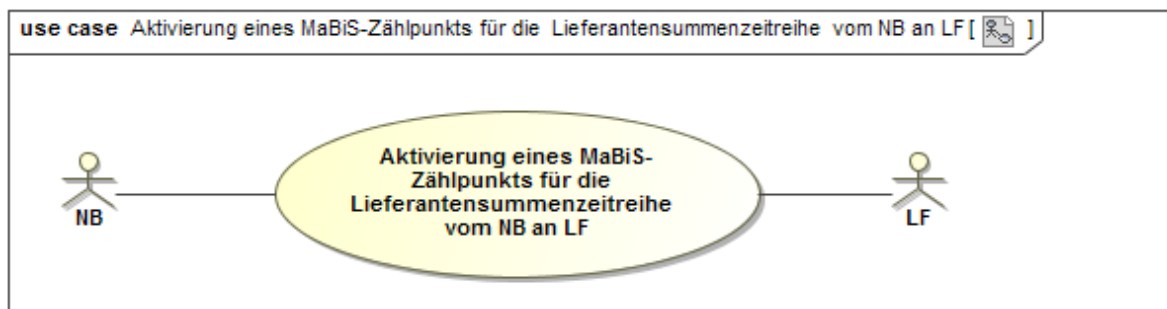 use case Aktivierung eines MaBiS-Zählpunkts für die Lieferantensummenzeitreihe vom NB an LF [ ]
Aktivierung eines MaBiS-
Zählpunkts für die
Lieferantensummenzeitreihe
vom NB an LF
NB
LF